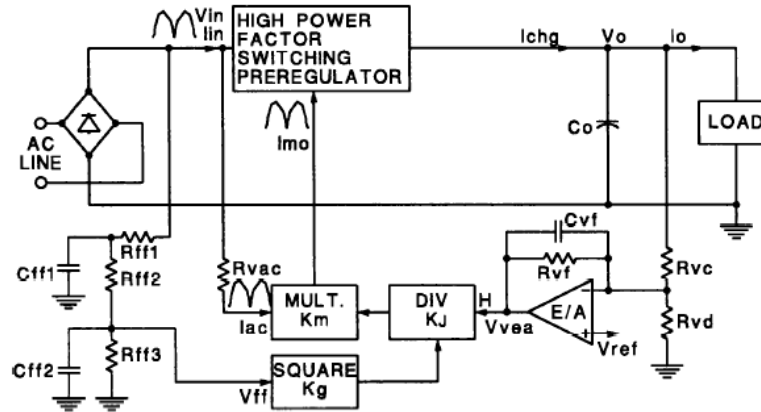 Vin
Iin
HIGH POWER
FACTOR
SWITCHING
PREREGULATOR
Ichg
Vo
Io
AC
LINE
Imo
Co
LOAD
Rff1
Cff1
Rff2
Rvac
Cvf
Rvf
Rvc
Iac
MULT.
Km
DIV
KJ
H
Vvea
E/A
-
-+
Vref
Rvd
Cff2
Rff3
Vff
SQUARE
Kg